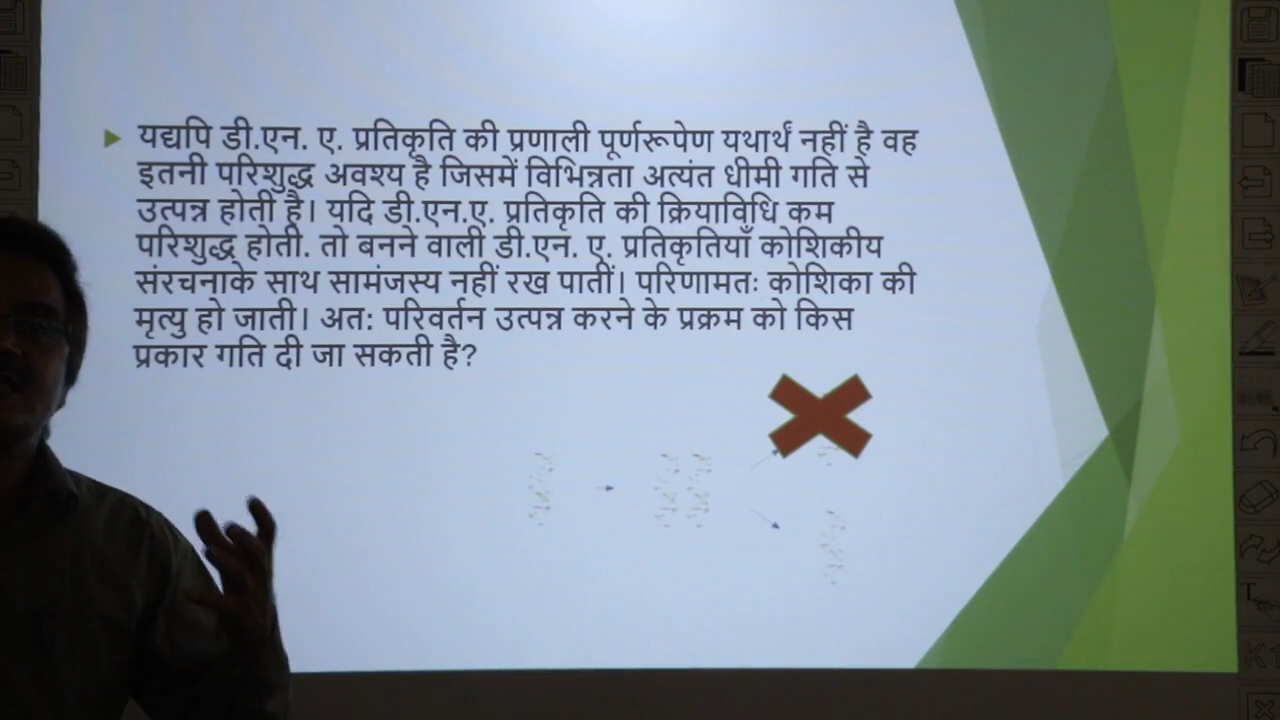 यद्यपि डी.एन. ए. प्रतिकृति की प्रणाली पूर्णरूपेण यथार्थं नहीं है वह
इतनी परिशुद्ध अवश्य है जिसमें विभिन्नता अत्यंत धीमी गति से
उत्पन्न होती है। यदि डी.एन.ए. प्रतिकृति की क्रियाविधि कम
परिशुद्ध होती. तो बनने वाली डी.एन. ए. प्रतिकृतियाँ कोशिकीय
संरचनाके साथ सामंजस्य नहीं रख पातीं। परिणामतः कोशिका की
मृत्यु हो जाती। अत: परिवर्तन उत्पन्न करने के प्रक्रम को किस
प्रकार गति दी जा सकती है?